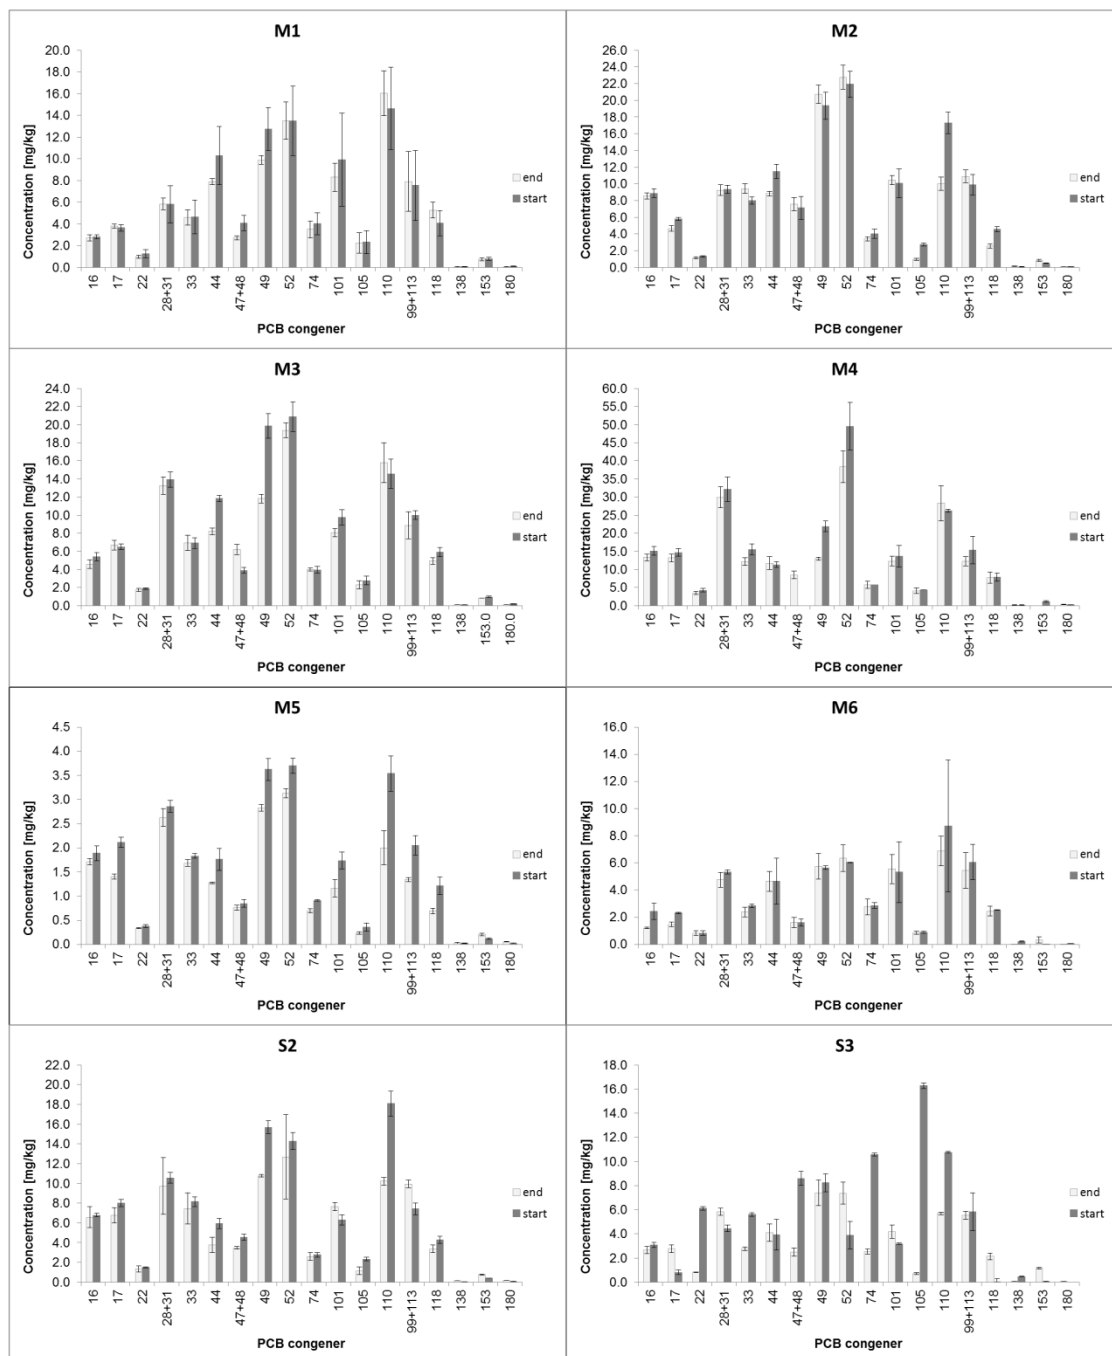 M1
20.0
18.0
16.0
14.0
12.0
10.0
8.0
6.0
4.0
2.0
0.0
Concentration [mg/kg]
end
start
16 17 22 28+31 33 44 47+48 49 52 74 101 105 110 99+113 118 138 153 180
PCB congener
M2
26.0
24.0
22.0
20.0
18.0
16.0
14.0
12.0
10.0
8.0
6.0
4.0
2.0
0.0
Concentration [mg/kg]
end
start
16 17 22 28+31 33 44 47+48 49 52 74 101 105 110 99+113 118 138 153 180
PCB congener
M3
24.0
22.0
20.0
18.0
16.0
14.0
12.0
10.0
8.0
6.0
4.0
2.0
0.0
Concentration [mg/kg]
end
start
16 17 22 28+31 33 44 47+48 49 52 74 101 105 110 99+113 118 138 153.0 180.0
PCB congener
M4
60.0
55.0
50.0
45.0
40.0
35.0
30.0
25.0
20.0
15.0
10.0
5.0
0.0
Concentration [mg/kg]
end
start
16 17 22 28+31 33 44 47+48 49 52 74 101 105 110 99+113 118 138 153 180
PCB congener
M5
4.5
4.0
3.5
3.0
2.5
2.0
1.5
1.0
0.5
0.0
Concentration [mg/kg]
end
start
16 17 22 28+31 33 44 47+48 49 52 74 101 105 110 99+113 118 138 153 180
PCB congener
M6
16.0
14.0
12.0
10.0
8.0
6.0
4.0
2.0
0.0
Concentration [mg/kg]
end
start
16 17 22 28+31 33 44 47+48 49 52 74 101 105 110 99+113 118 138 153 180
PCB congener
S2
22.0
20.0
18.0
16.0
14.0
12.0
10.0
8.0
6.0
4.0
2.0
0.0
Concentration [mg/kg]
end
start
16 17 22 28+31 33 44 47+48 49 52 74 101 105 110 99+113 118 138 153 180
PCB congener
S3
18.0
16.0
14.0
12.0
10.0
8.0
6.0
4.0
2.0
0.0
Concentration [mg/kg]
end
start
16 17 22 28+31 33 44 47+48 49 52 74 101 105 110 99+113 118 138 153 180
PCB congener